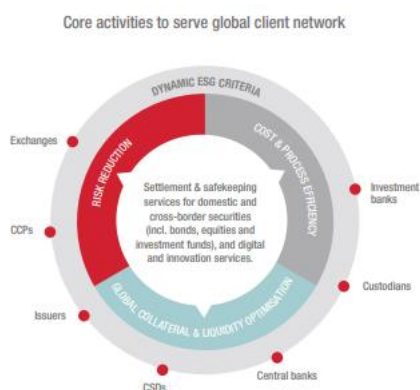 Core activities to serve global client network
DYNAMIC ESG CRITERIA
RISK REDUCTION
COST & PROCESS EFFICIENCY
Exchanges
Settlement & safekeeping
services for domestic and
cross-border securities
(incl. bonds, equities and
investment funds), and digital
and innovation services.
Investment
banks
CCPs
Custodians
GLOBAL COLLATERAL & LIQUIDITY OPTIMISATION
Issuers
Central banks
CSDs